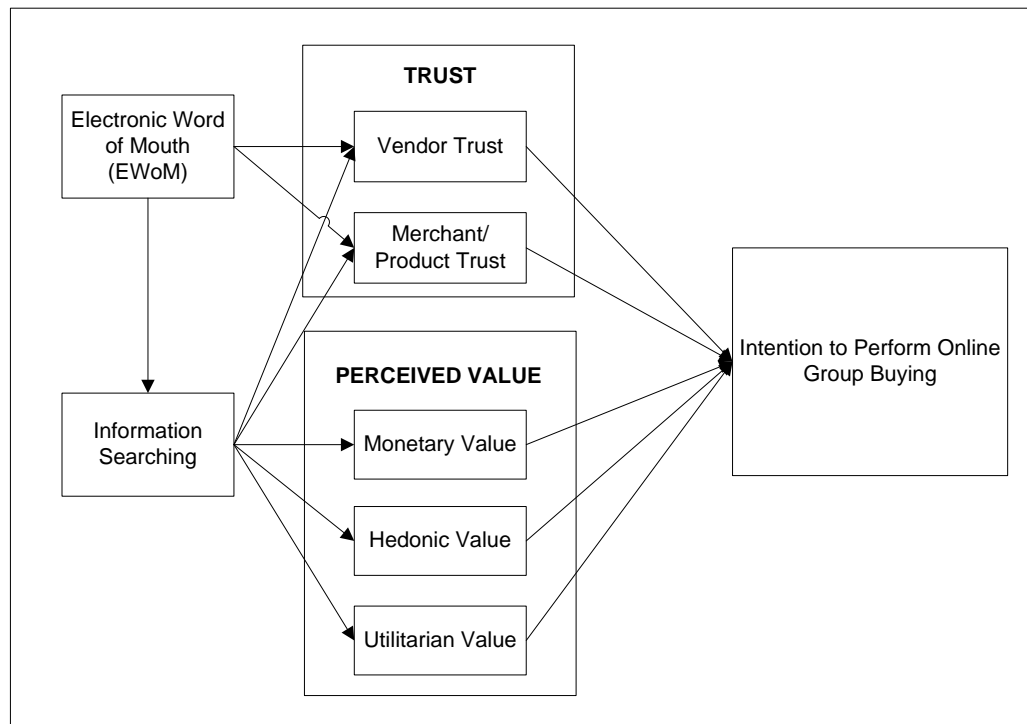 TRUST
Electronic Word
of Mouth
(EWoM)
Vendor Trust
Merchant/
Product Trust
Intention to Perform Online
Group Buying
PERCEIVED VALUE
Information
Searching
Monetary Value
Hedonic Value
Utilitarian Value